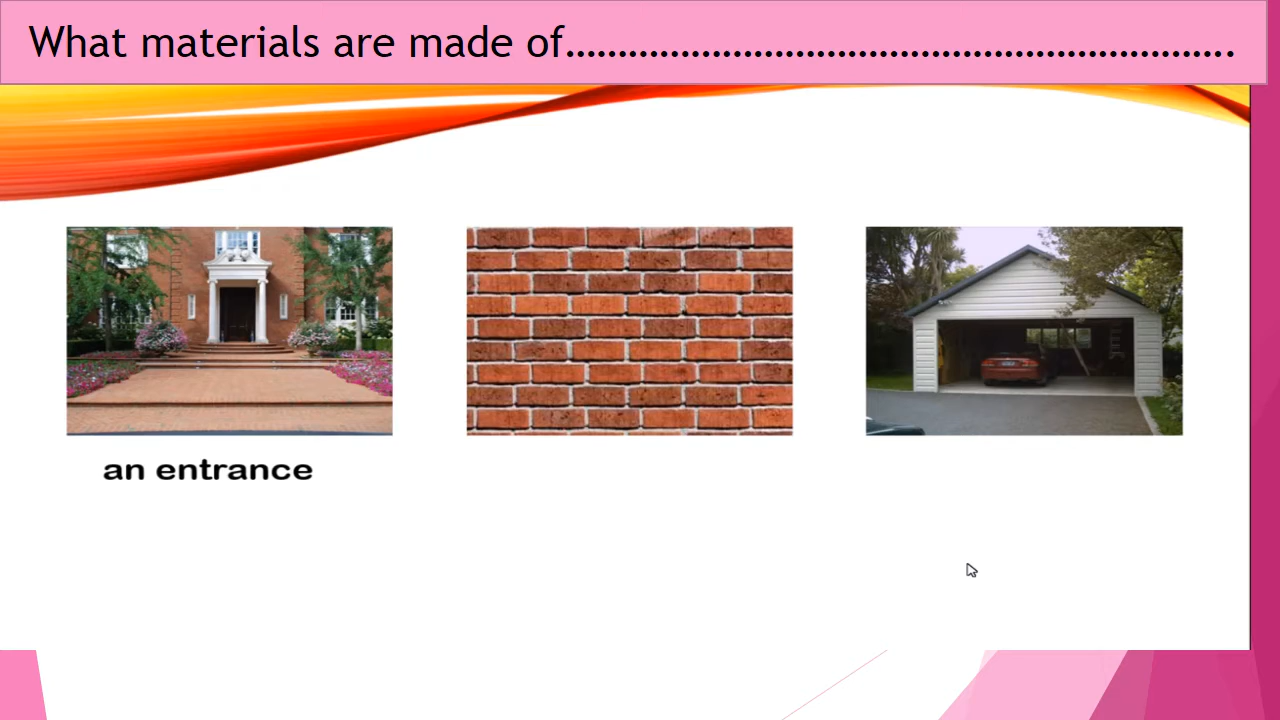 What materials are made of…………………………………………………………….
an entrance